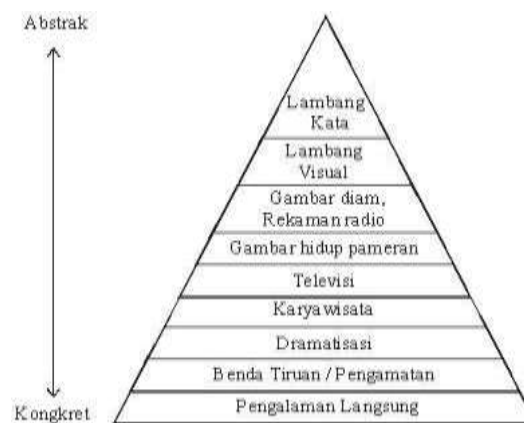 Abstrak
Lambang
Kata
Lambang
Visual
Gambar diam,
Rekaman radio
Gambar hidup pameran
Televisi
Karyawisata
Dramatisasi
Benda Tiruan / Pengamatan
Pengalaman Langsung
Kongkret